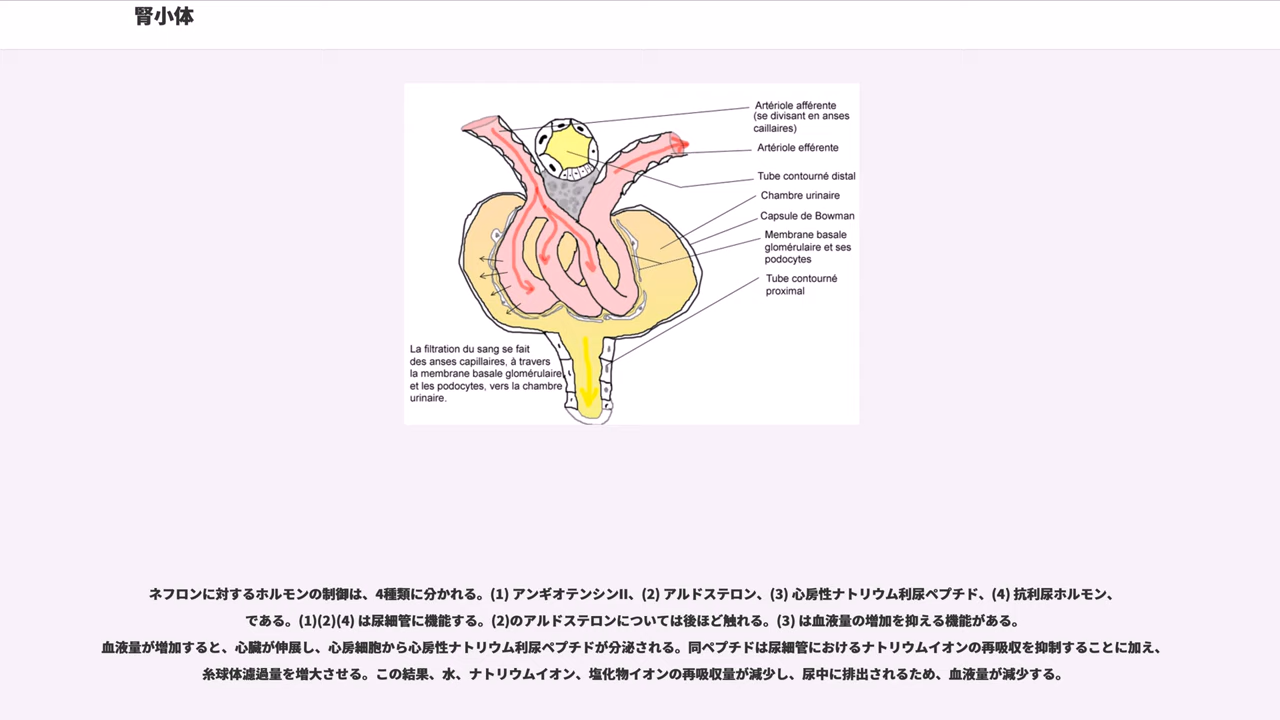 腎小体
Artériole afférente
(se divisant en anses
caillaires)
Artériole efférente
Tube contourné distal
Chambre urinaire
Capsule de Bowman
Membrane basale
glomérulaire et ses
podocytes
Tube contourné
proximal
La filtration du sang se fait
des anses capillaires, à travers
la membrane basale glomérulaire
et les podocytes, vers la chambre
urinaire.
ネフロンに対するホルモンの制御は、4種類に分かれる。(1) アンギオテンシンII、(2) アルドステロン、(3) 心房性ナトリウム利尿ペプチド、(4) 抗利尿ホルモン、
である。(1)(2)(4) は尿細管に機能する。(2)のアルドステロンについては後ほど触れる。(3) は血液量の増加を抑える機能がある。
血液量が増加すると、心臓が伸展し、心房細胞から心房性ナトリウム利尿ペプチドが分泌される。同ペプチドは尿細管におけるナトリウムイオンの再吸収を抑制することに加え、
糸球体濾過量を増大させる。この結果、水、ナトリウムイオン、塩化物イオンの再吸収量が減少し、尿中に排出されるため、血液量が減少する。